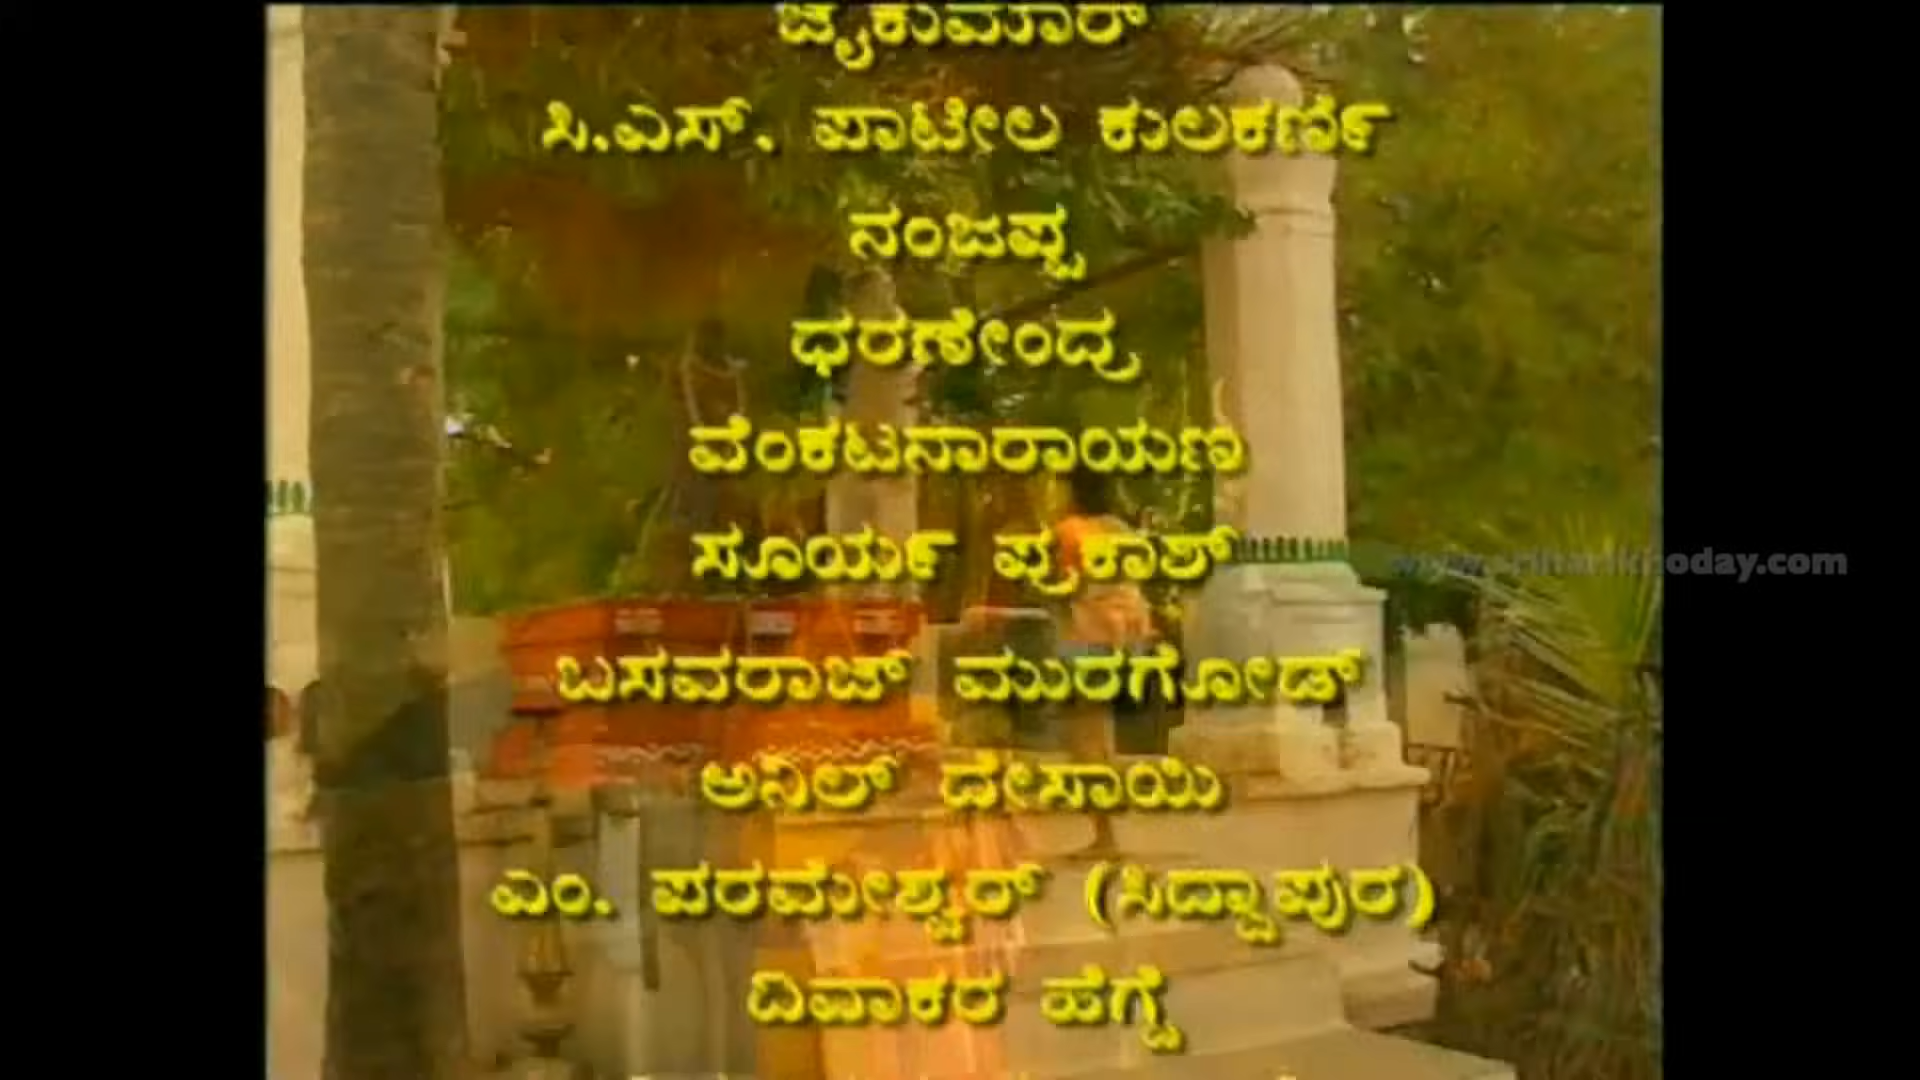 ಜೈಕುಮಾರ್
ಸಿ.ಎಸ್. ಪಾಟೀಲ ಕುಲಕರ್ಣಿ
ನಂಜಪ್ಪ
ಧರಣೇಂದ್ರ
ವೆಂಕಟನಾರಾಯಣ
ಸೂರ್ಯ ಪ್ರಕಾಶ್
ಬಸವರಾಜ್ ಮುರಗೋಡ್
ಅನಿಲ್ ದೇಸಾಯಿ
ಎಂ. ಪರಮೇಶ್ವರ್ (ಸಿದ್ದಾಪುರ)
ದಿವಾಕರ ಹೆಗ್ಡೆ